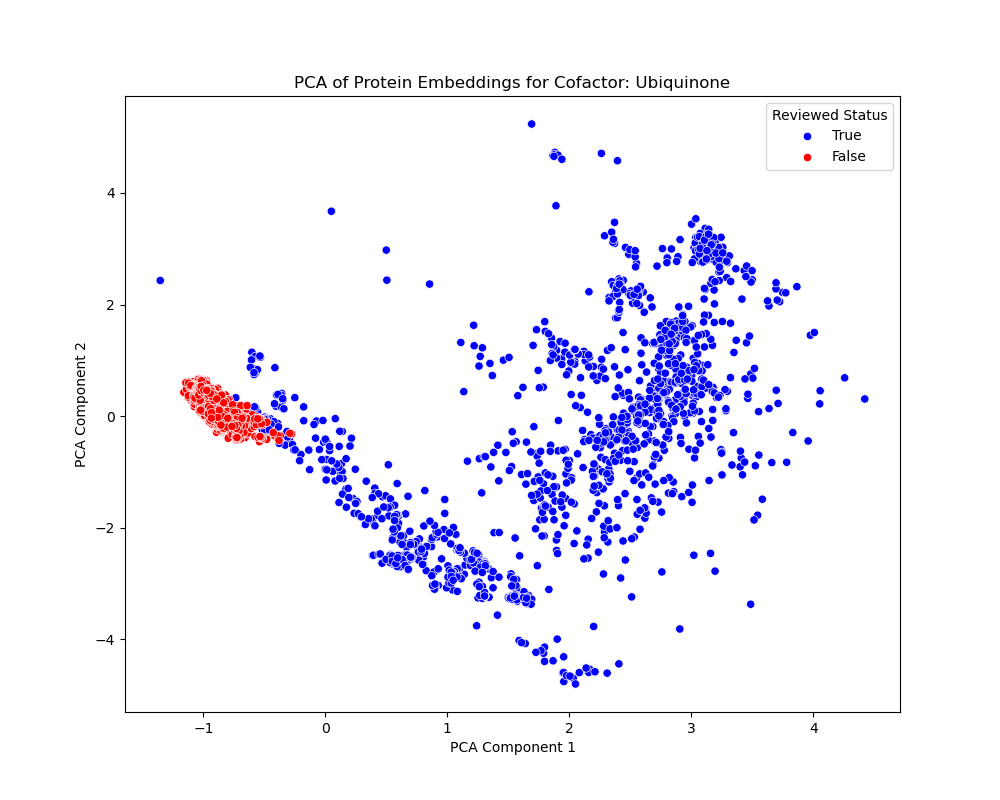 PCA of Protein Embeddings for Cofactor: Ubiquinone
Reviewed Status
True
False
PCA Component 2
4
2
0
−2
−4
−1
0
1
2
3
4
PCA Component 1